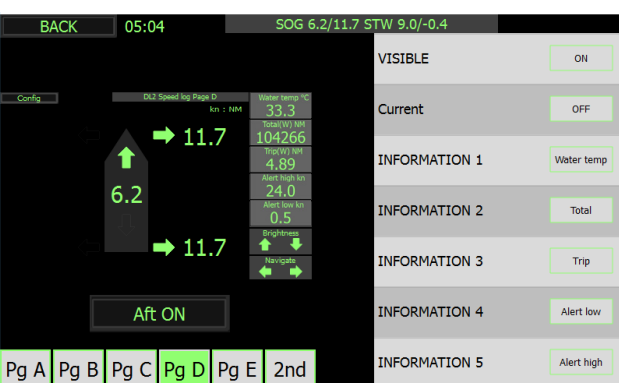 BACK 05:04 SOG 6.2/11.7 STW 9.0/-0.4
Config
DL2 Speed log Page D
kn : NM
11.7
6.2
11.7
Water temp °C
33.3
Total(W) NM
104266
Trip(W) NM
4.89
Alert high kn
24.0
Alert low kn
0.5
Brightness
Navigate
Aft ON
Pg A Pg B Pg C Pg D Pg E 2nd
VISIBLE ON
Current OFF
INFORMATION 1 Water temp
INFORMATION 2 Total
INFORMATION 3 Trip
INFORMATION 4 Alert low
INFORMATION 5 Alert high